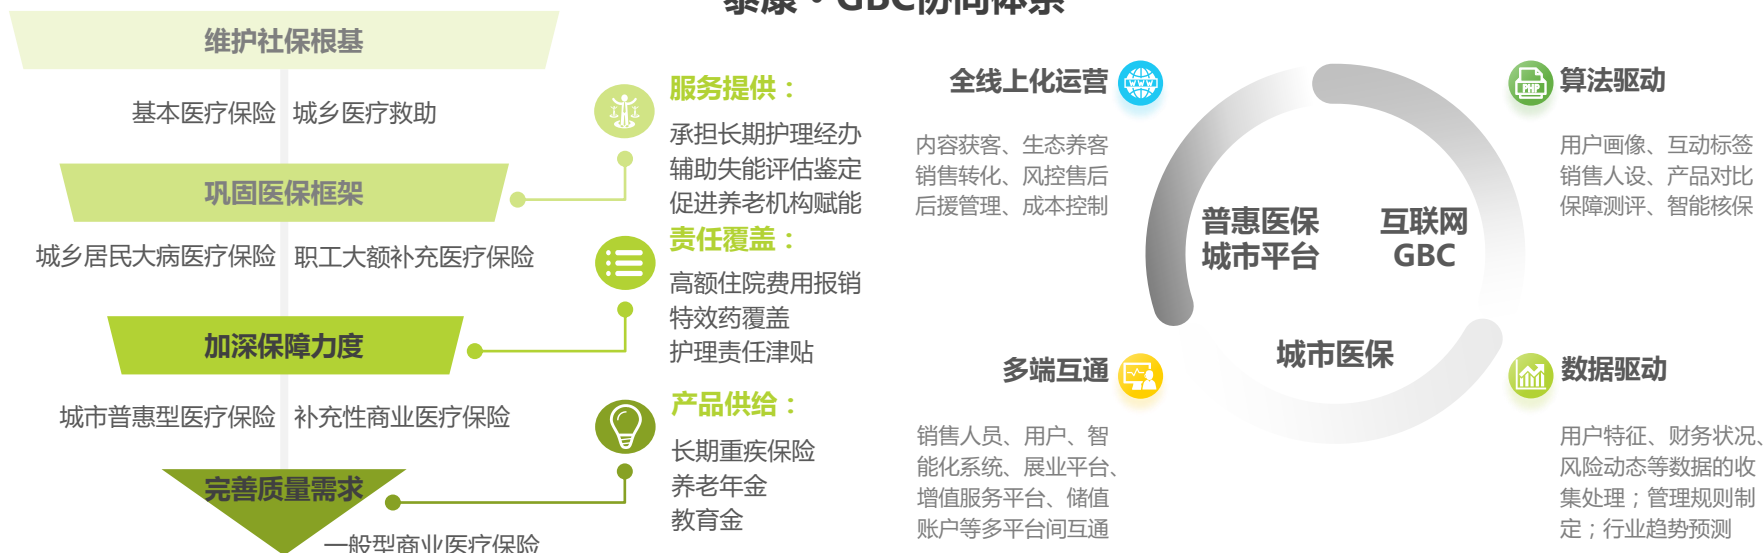 泰康·GBC协同体系
维护社保根基
基本医疗保险 城乡医疗救助
巩固医保框架
城乡居民大病医疗保险 职工大额补充医疗保险
加深保障力度
城市普惠型医疗保险 补充性商业医疗保险
完善质量需求
一般型商业医疗保险
服务提供：
承担长期护理经办
辅助失能评估鉴定
促进养老机构赋能
责任覆盖：
高额住院费用报销
特效药覆盖
护理责任津贴
产品供给：
长期重疾保险
养老年金
教育金
全线上化运营
WWW
内容获客、生态养客
销售转化、风控售后
后援管理、成本控制
多端互通
销售人员、用户、智
能化系统、展业平台、
增值服务平台、储值
账户等多平台间互通
普惠医保
城市平台
互联网
GBC
城市医保
PHP
算法驱动
用户画像、互动标签
销售人设、产品对比
保障测评、智能核保
数据驱动
用户特征、财务状况、
风险动态等数据的收
集处理；管理规则制
定；行业趋势预测